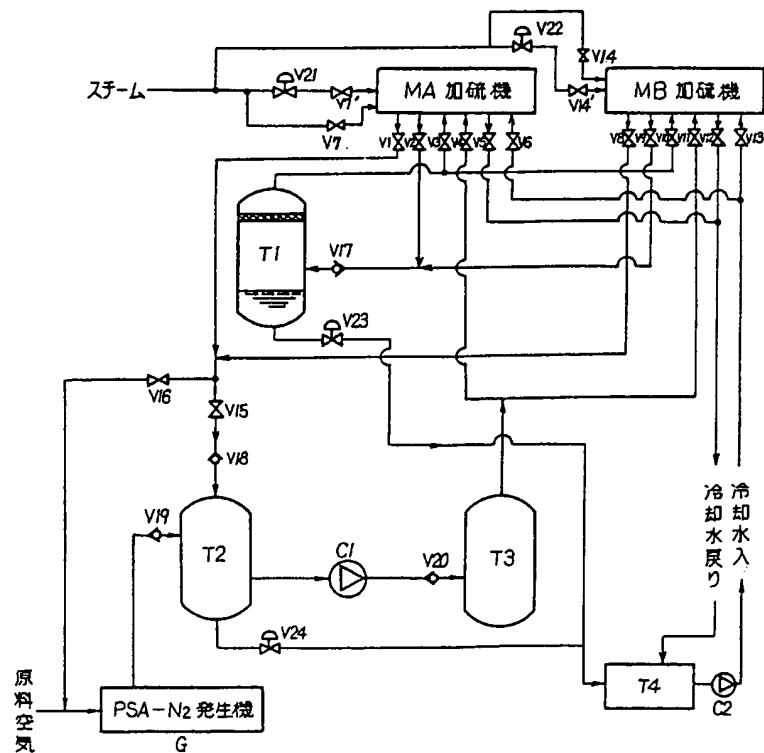 V22
V14
スチーム
V21
V7'
MA 加硫機
MB 加硫機
V14'
V7
V1
V2
V3
V4
V5
V6
V8
V9
V10
V11
V12
V13
T1
V17
V23
V16
V15
V18
V19
T2
C1
V20
T3
冷却水戻り
冷却水入
V24
T4
C2
原料空気
PSA-N2 発生機
G